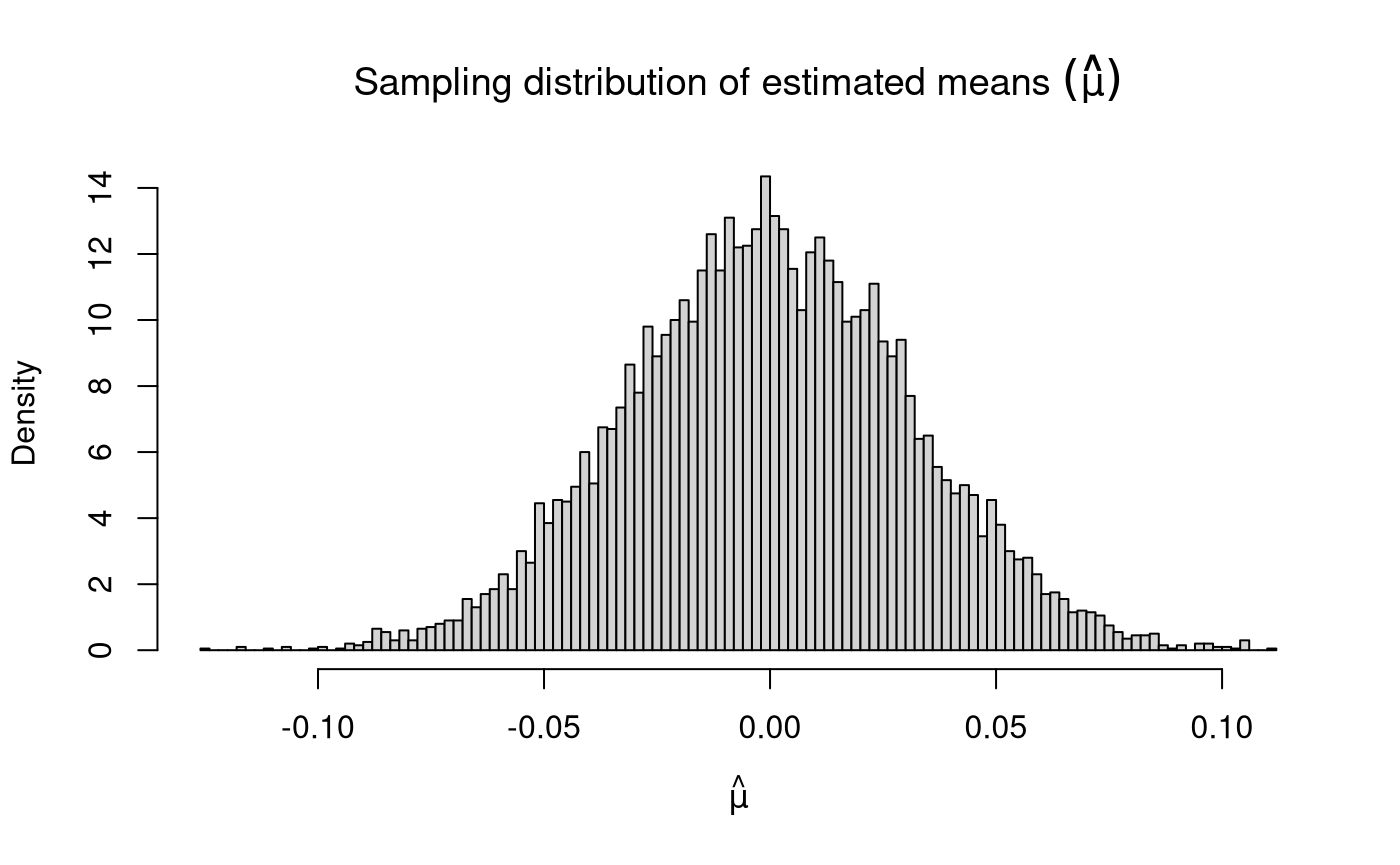 Sampling distribution of estimated means (μ̂)
Density
14
12
10
8
6
4
2
0
-0.10 -0.05 0.00 0.05 0.10
μ̂